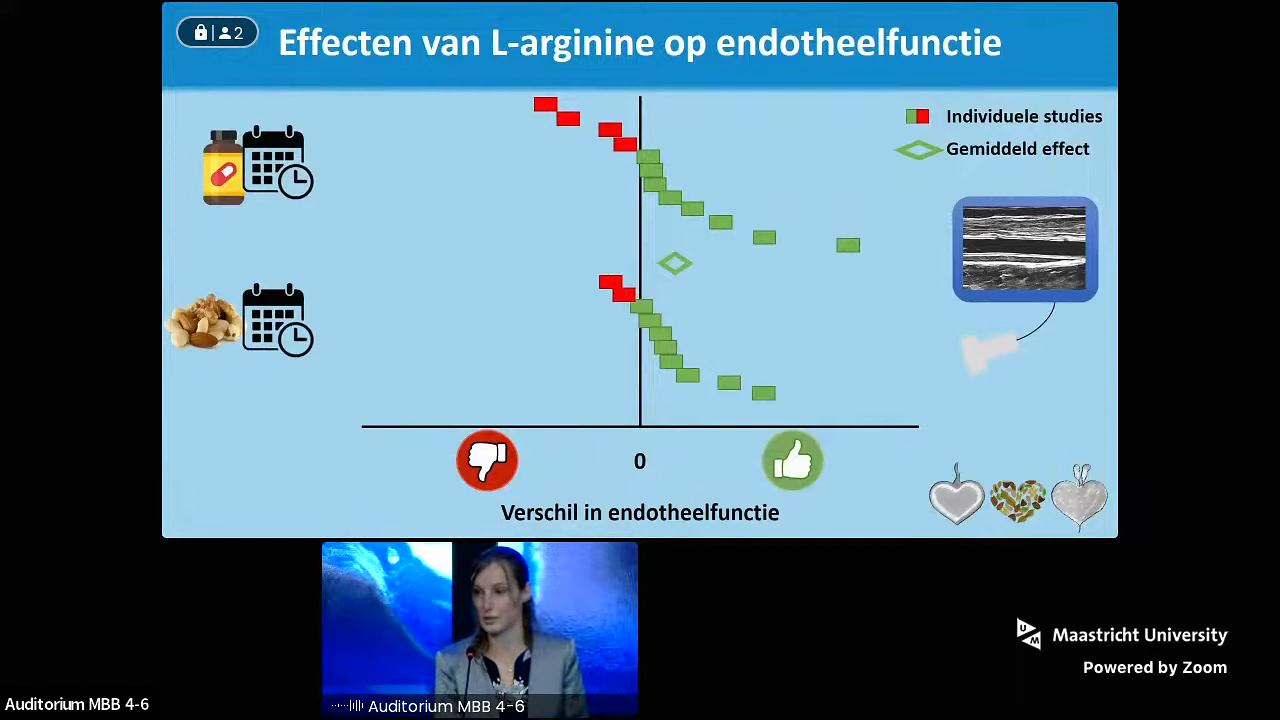 2
Effecten van L-arginine op endotheelfunctie
Individuele studies
Gemiddeld effect
0
Verschil in endotheelfunctie
UM
Maastricht University
Powered by Zoom
Auditorium MBB 4-6
Auditorium MBB 4-6